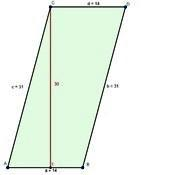 C
d = 14
D
c = 31
30
b = 31
A
E
B
a = 14